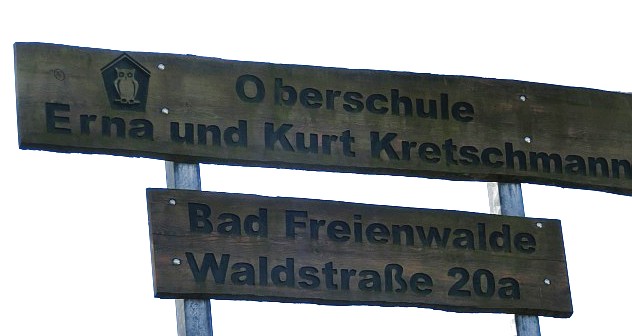 Oberschule
Erna und Kurt Kretschmann
Bad Freienwalde
Waldstraße 20a